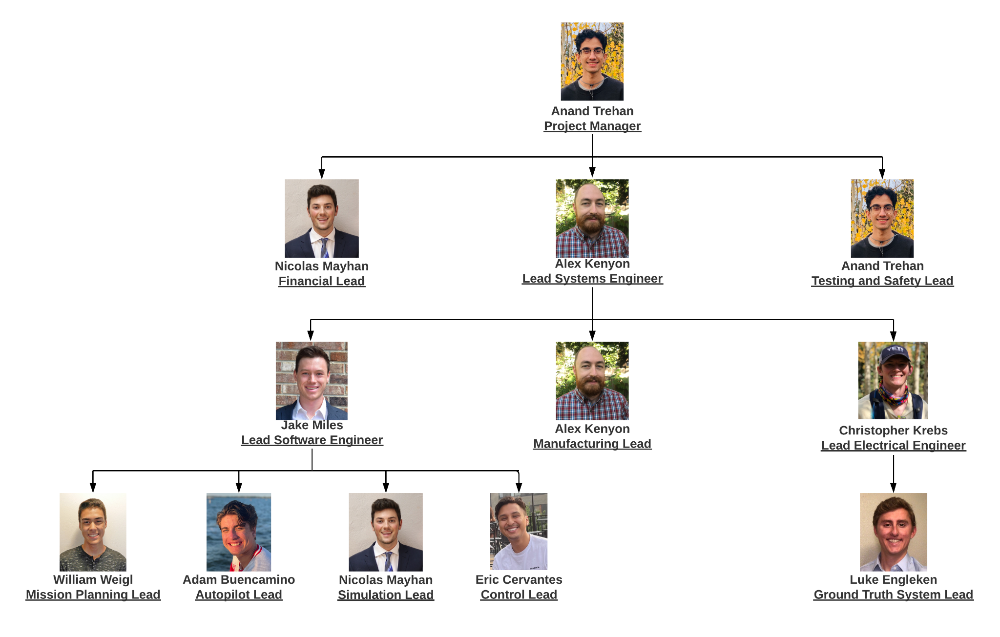 Anand Trehan
Project Manager
Nicolas Mayhan
Financial Lead
Alex Kenyon
Lead Systems Engineer
Anand Trehan
Testing and Safety Lead
YETI
Jake Miles
Lead Software Engineer
Alex Kenyon
Manufacturing Lead
Christopher Krebs
Lead Electrical Engineer
William Weigl
Mission Planning Lead
Adam Buencamino
Autopilot Lead
Nicolas Mayhan
Simulation Lead
Eric Cervantes
Control Lead
Luke Engleken
Ground Truth System Lead